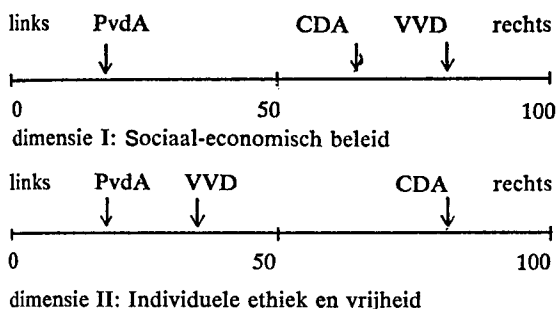 links PvdA CDA VVD rechts
0 50 100
dimensie I: Sociaal-economisch beleid
links PvdA VVD CDA rechts
0 50 100
dimensie II: Individuele ethiek en vrijheid